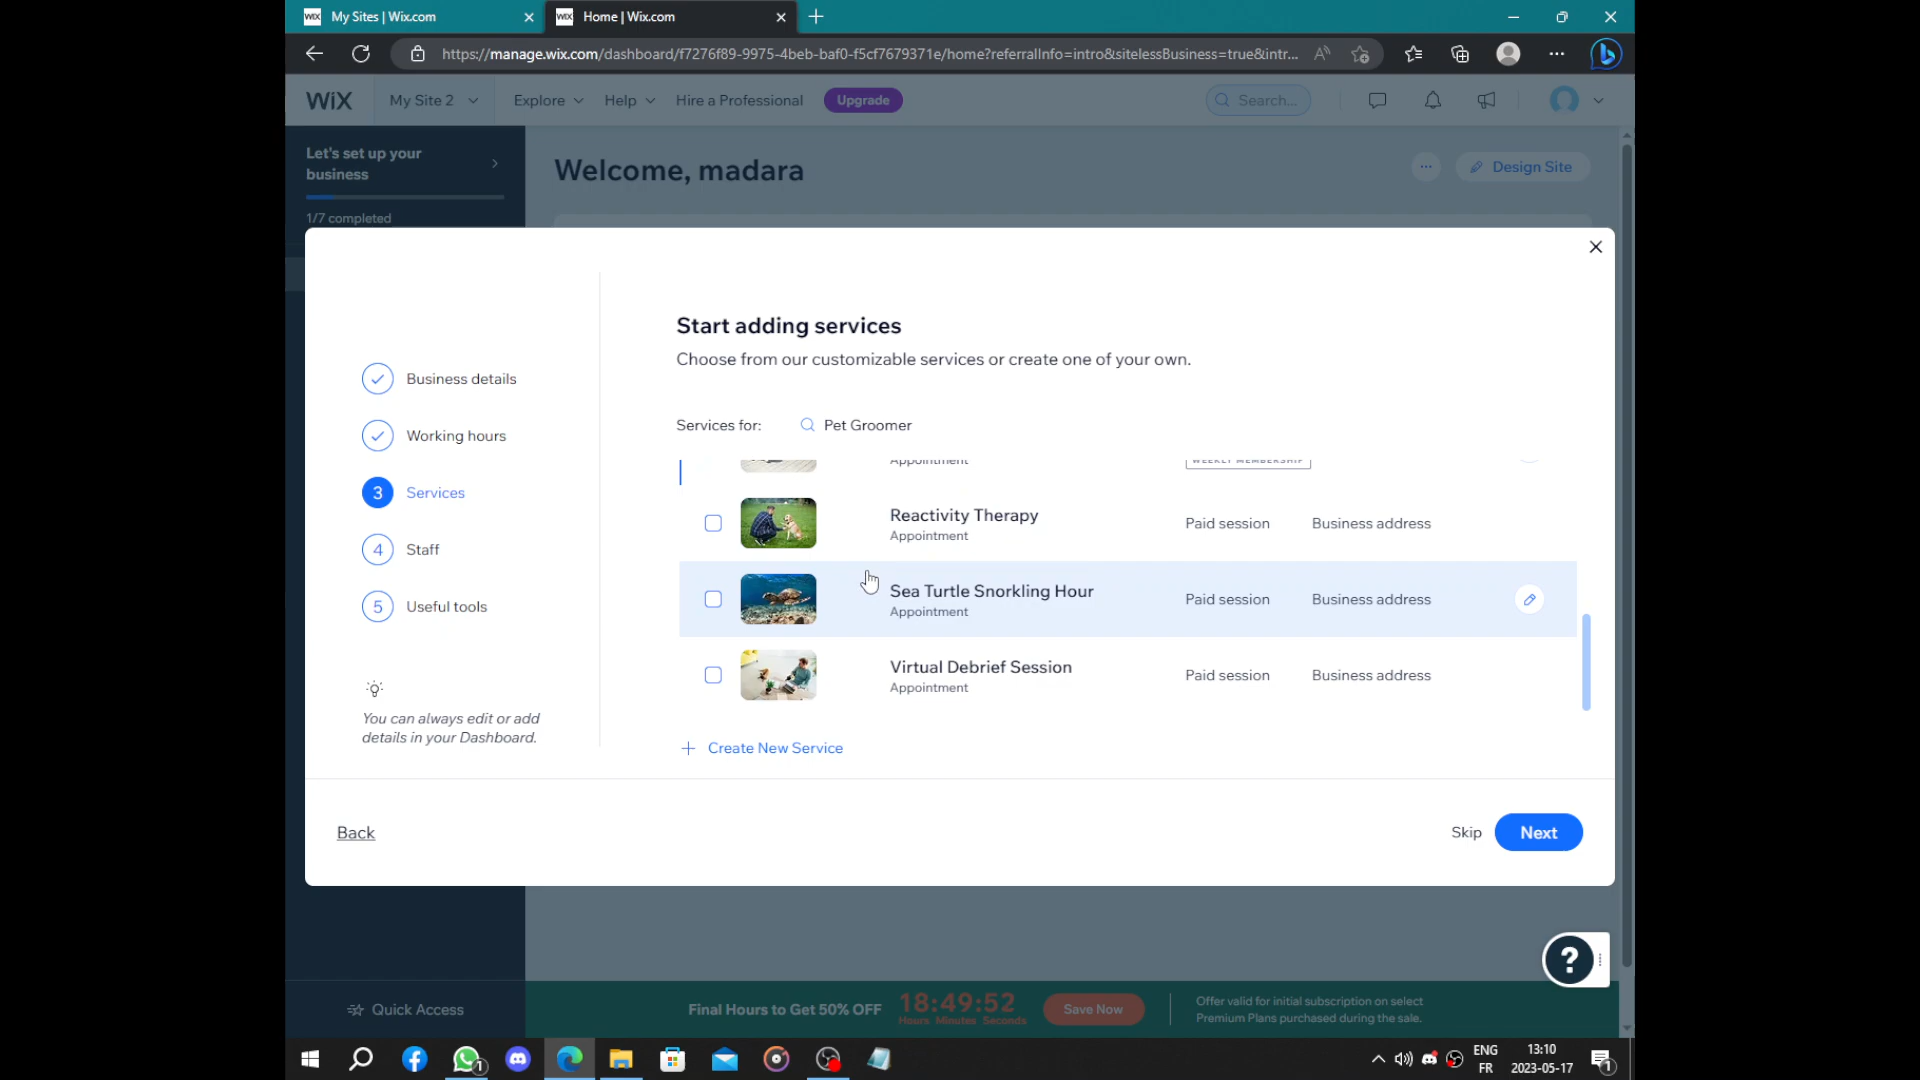 My Sites | Wix.com
Home | Wix.com
https://manage.wix.com/dashboard/f7276f89-9975-4beb-baf0-f5cf7679371e/home?referralInfo=intro&sitelessBusiness=true&intr...
WiX
My Site 2
Explore
Help
Hire a Professional
Upgrade
Search...
Let's set up your
business
1/7 completed
Welcome, madara
Design Site
Business details
Working hours
3 Services
4 Staff
5 Useful tools
You can always edit or add
details in your Dashboard.
Start adding services
Choose from our customizable services or create one of your own.
Services for: Pet Groomer
Appointment
WEEKLY MEMBERSHIP
Reactivity Therapy
Appointment
Paid session
Business address
Sea Turtle Snorkling Hour
Appointment
Paid session
Business address
Virtual Debrief Session
Appointment
Paid session
Business address
+ Create New Service
Back
Skip
Next
Quick Access
Final Hours to Get 50% OFF
18:49:52
Hours Minutes Seconds
Save Now
Offer valid for initial subscription on select
Premium Plans purchased during the sale.
?
1
ENG
FR
13:10
2023-05-17
1